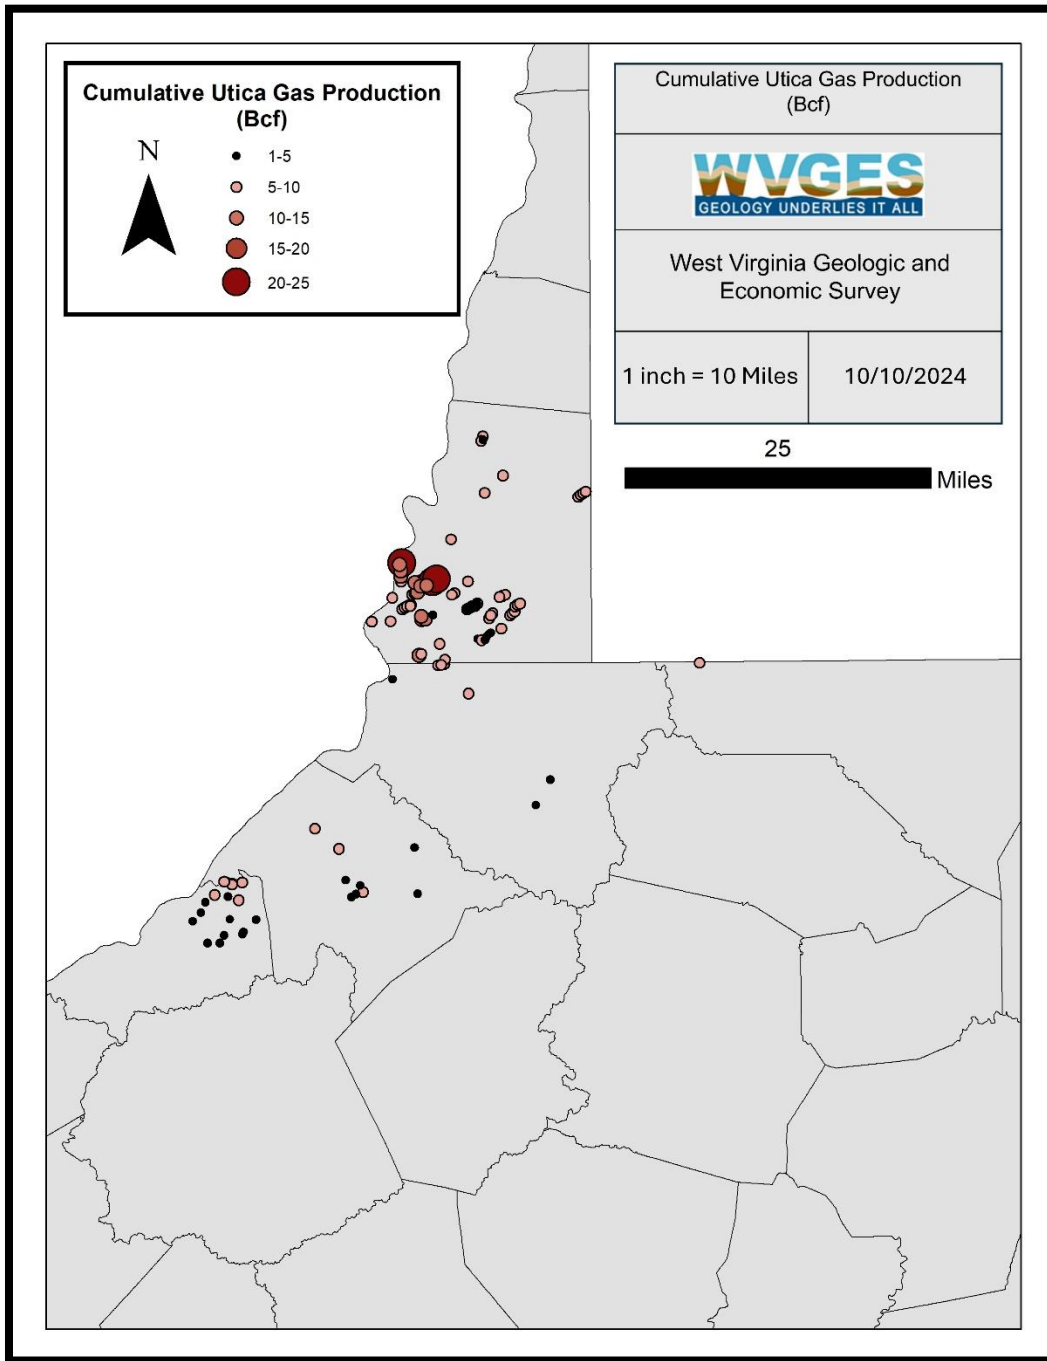 Cumulative Utica Gas Production
(Bcf)
N
1-5
5-10
10-15
15-20
20-25
Cumulative Utica Gas Production
(Bcf)
WVGES
GEOLOGY UNDERLIES IT ALL
West Virginia Geologic and
Economic Survey
1 inch = 10 Miles
10/10/2024
25
Miles